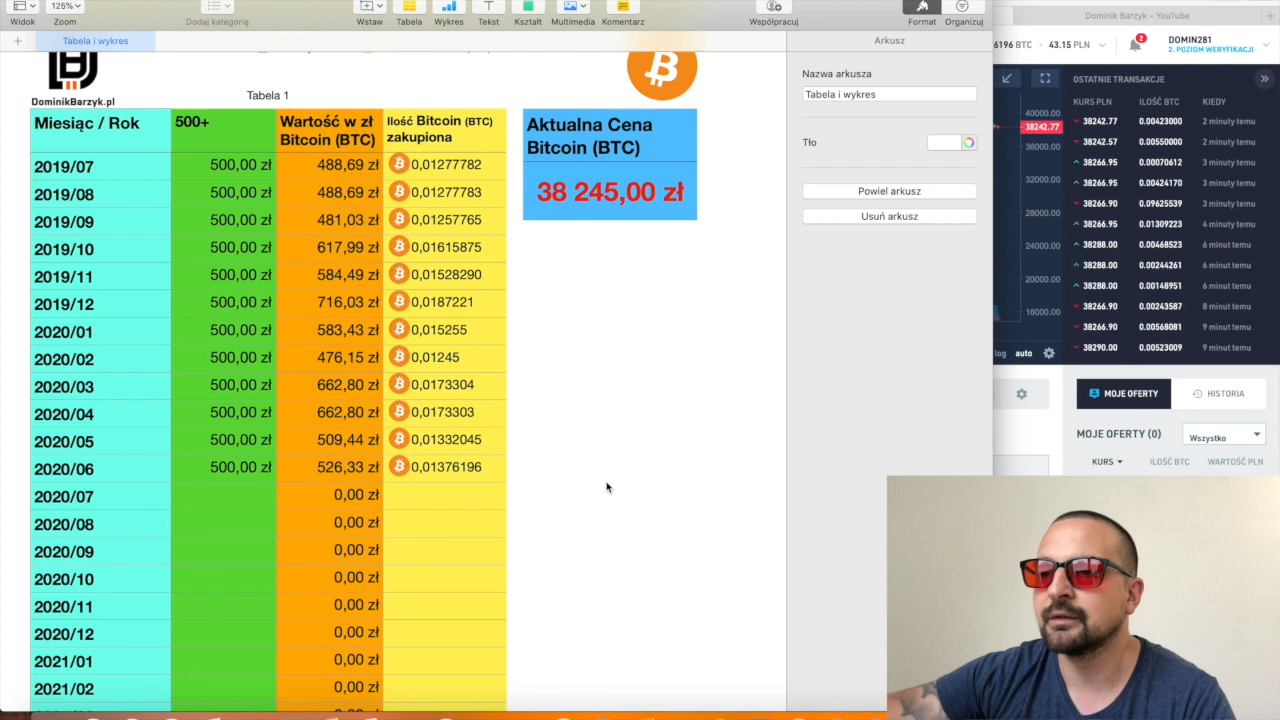 125%
Widok
Zoom
Dodaj kategorię
Wstaw
Tabela
Wykres
Tekst
Kształt
Multimedia
Komentarz
Współpracuj
Format
Organizuj
Tabela i wykres
Arkusz
DominikBarzyk.pl
Tabela 1
Miesiąc / Rok
500+
Wartość w zł
Bitcoin (BTC)
Ilość Bitcoin (BTC)
zakupiona
2019/07 500,00 zł 488,69 zł 0,01277782
2019/08 500,00 zł 488,69 zł 0,01277783
2019/09 500,00 zł 481,03 zł 0,01257765
2019/10 500,00 zł 617,99 zł 0,01615875
2019/11 500,00 zł 584,49 zł 0,01528290
2019/12 500,00 zł 716,03 zł 0,0187221
2020/01 500,00 zł 583,43 zł 0,015255
2020/02 500,00 zł 476,15 zł 0,01245
2020/03 500,00 zł 662,80 zł 0,0173304
2020/04 500,00 zł 662,80 zł 0,0173303
2020/05 500,00 zł 509,44 zł 0,01332045
2020/06 500,00 zł 526,33 zł 0,01376196
2020/07 0,00 zł
2020/08 0,00 zł
2020/09 0,00 zł
2020/10 0,00 zł
2020/11 0,00 zł
2020/12 0,00 zł
2021/01 0,00 zł
2021/02 0,00 zł
Aktualna Cena
Bitcoin (BTC)
38 245,00 zł
Nazwa arkusza
Tabela i wykres
Tło
Powiel arkusz
Usuń arkusz
Dominik Barzyk - YouTube
6196 BTC • 43.15 PLN
2
DOMIN281
2. POZIOM WERYFIKACJI
40000.00
38242.77
36000.00
32000.00
28000.00
24000.00
20000.00
16000.00
log auto
OSTATNIE TRANSAKCJE
KURS PLN ILOŚĆ BTC KIEDY
38242.77 0.00423000 2 minuty temu
38242.57 0.00550000 2 minuty temu
38266.95 0.00070612 3 minuty temu
38266.95 0.00424170 3 minuty temu
38266.90 0.09625539 3 minuty temu
38266.95 0.01309223 4 minuty temu
38288.00 0.00468523 6 minut temu
38288.00 0.00244261 6 minut temu
38288.00 0.00148951 6 minut temu
38266.90 0.00243587 8 minut temu
38266.90 0.00568081 9 minut temu
38290.00 0.00523009 9 minut temu
MOJE OFERTY
HISTORIA
MOJE OFERTY (0)
Wszystko
KURS
ILOŚĆ BTC
WARTOŚĆ PLN